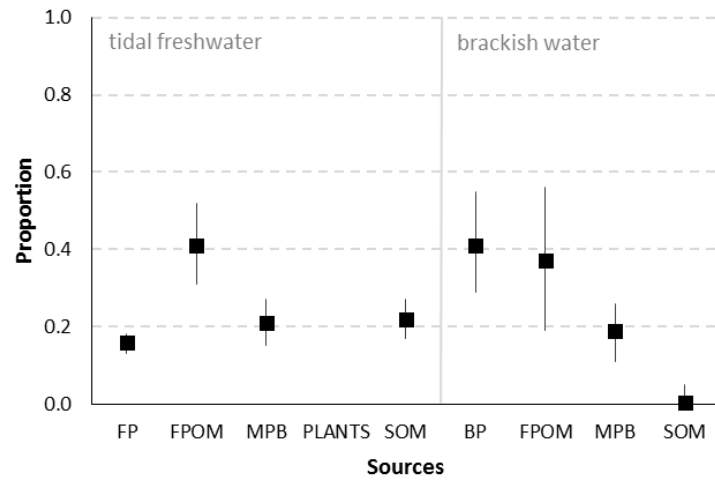 tidal freshwater
brackish water
1.0
0.8
0.6
0.4
0.2
0.0
Proportion
FP FPOM MPB PLANTS SOM BP FPOM MPB SOM
Sources